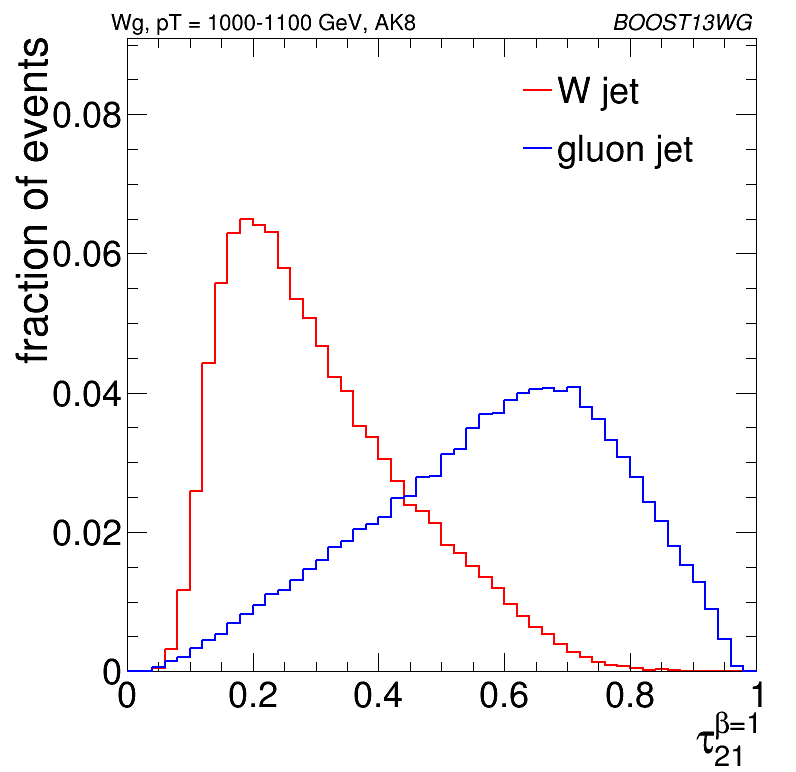 Wg, pT = 1000-1100 GeV, AK8
BOOST13WG
fraction of events
W jet
gluon jet
0.08
0.06
0.04
0.02
0
0 0.2 0.4 0.6 0.8 1
τ₂₁^β=1